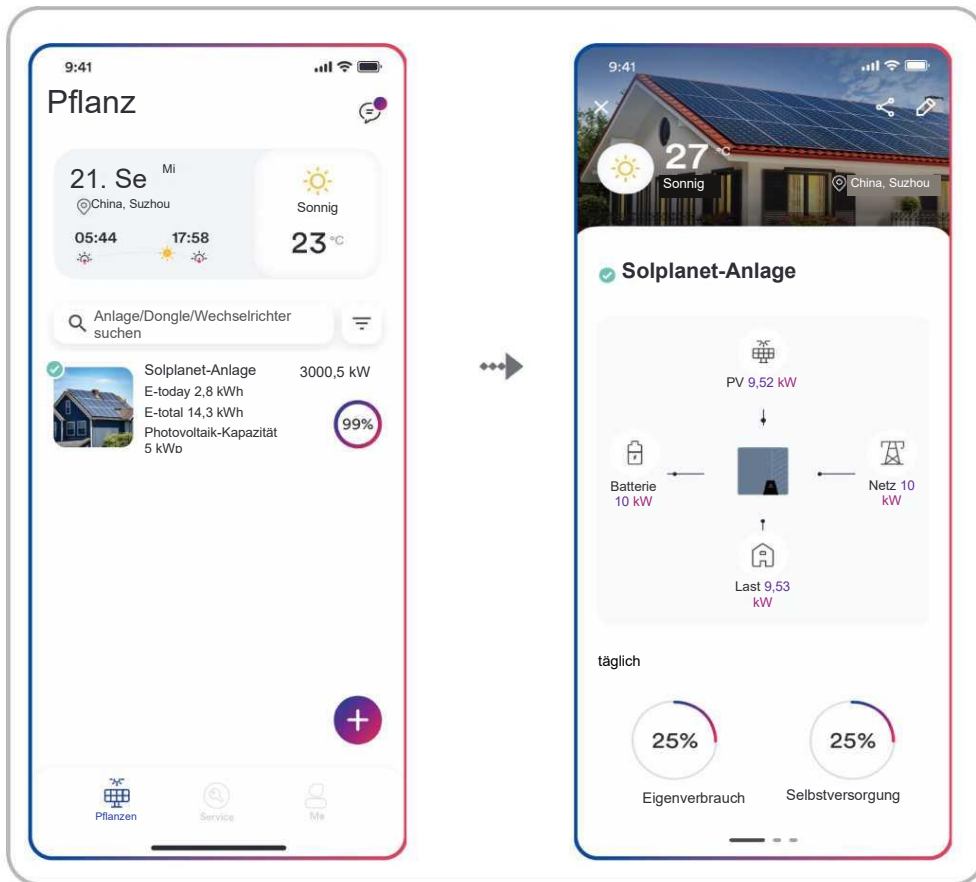 9:41
Pflanz
21. Se Mi
China, Suzhou
05:44 17:58
Sonnig
23 °C
Anlage/Dongle/Wechselrichter
suchen
Solplanet-Anlage 3000,5 kW
E-today 2,8 kWh
E-total 14,3 kWh
Photovoltaik-Kapazität
5 kWp
99%
Pflanzen
Service
Me
9:41
27 °C
Sonnig
China, Suzhou
Solplanet-Anlage
PV 9,52 kW
Batterie
10 kW
Netz 10
kW
Last 9,53
kW
täglich
25%
25%
Eigenverbrauch
Selbstversorgung